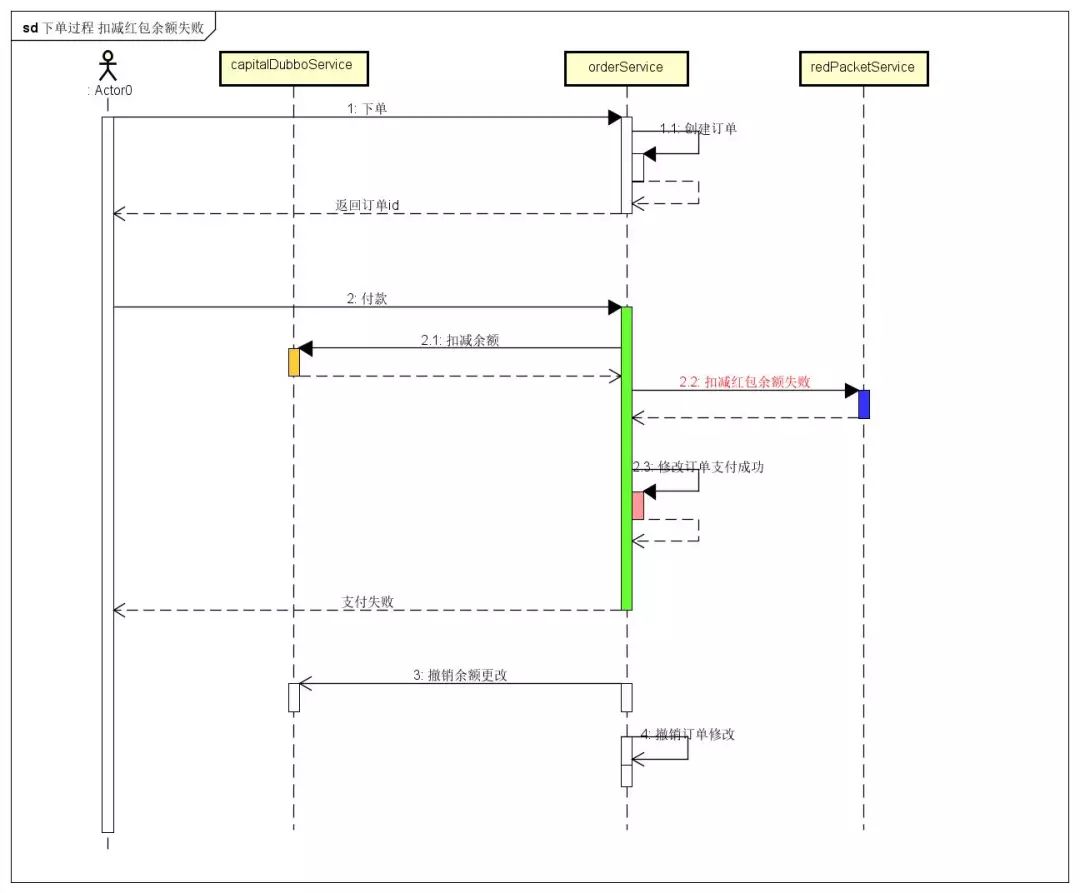 sd 下单过程 扣减红包余额失败
: Actor0
capitalDubboService
orderService
redPacketService
1: 下单
1.1: 创建订单
返回订单id
2: 付款
2.1: 扣减余额
2.2: 扣减红包余额失败
2.3: 修改订单支付成功
支付失败
3: 撤销余额更改
4: 撤销订单修改